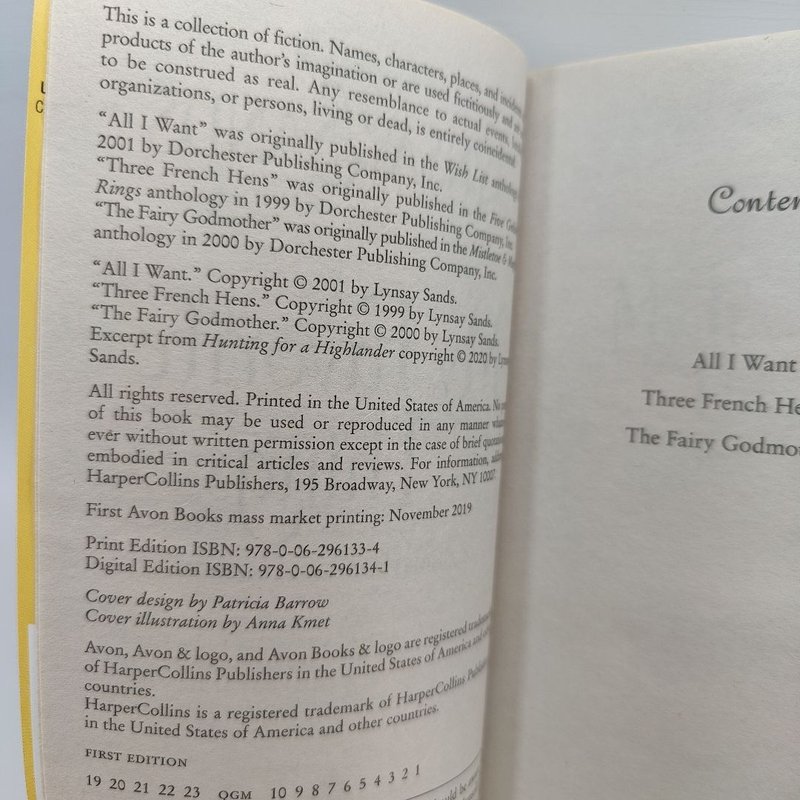 This is a collection of fiction. Names, characters, places, and incidents
products of the author's imagination or are used fictitiously and are
to be construed as real. Any resemblance to actual events,
organizations, or persons, living or dead, is entirely coincidental.
"All I Want" was originally published in the Wish List anthology
2001 by Dorchester Publishing Company, Inc.
"Three French Hens" was originally published in the Five
Rings anthology in 1999 by Dorchester Publishing Company, Inc.
"The Fairy Godmother" was originally published in the Mistletoe &
anthology in 2000 by Dorchester Publishing Company, Inc.
"All I Want." Copyright © 2001 by Lynsay Sands.
"Three French Hens." Copyright © 1999 by Lynsay Sands.
"The Fairy Godmother." Copyright © 2000 by Lynsay Sands.
Excerpt from Hunting for a Highlander copyright © 2020 by
Sands.
All rights reserved. Printed in the United States of America. No
of this book may be used or reproduced in any manner
ever without written permission except in the case of brief
embodied in critical articles and reviews. For information,
HarperCollins Publishers, 195 Broadway, New York, NY 10007.
First Avon Books mass market printing: November 2019
Print Edition ISBN: 978-0-06-296133-4
Digital Edition ISBN: 978-0-06-296134-1
Cover design by Patricia Barrow
Cover illustration by Anna Kmet
Avon, Avon & logo, and Avon Books & logo are registered
of HarperCollins Publishers in the United States of America and
countries.
HarperCollins is a registered trademark of HarperCollins
in the United States of America and other countries.
FIRST EDITION
19 20 21 22 23 QGM 10 9 8 7 6 5 4 3 2 1
Conten
All I Want
Three French He
The Fairy Godmo